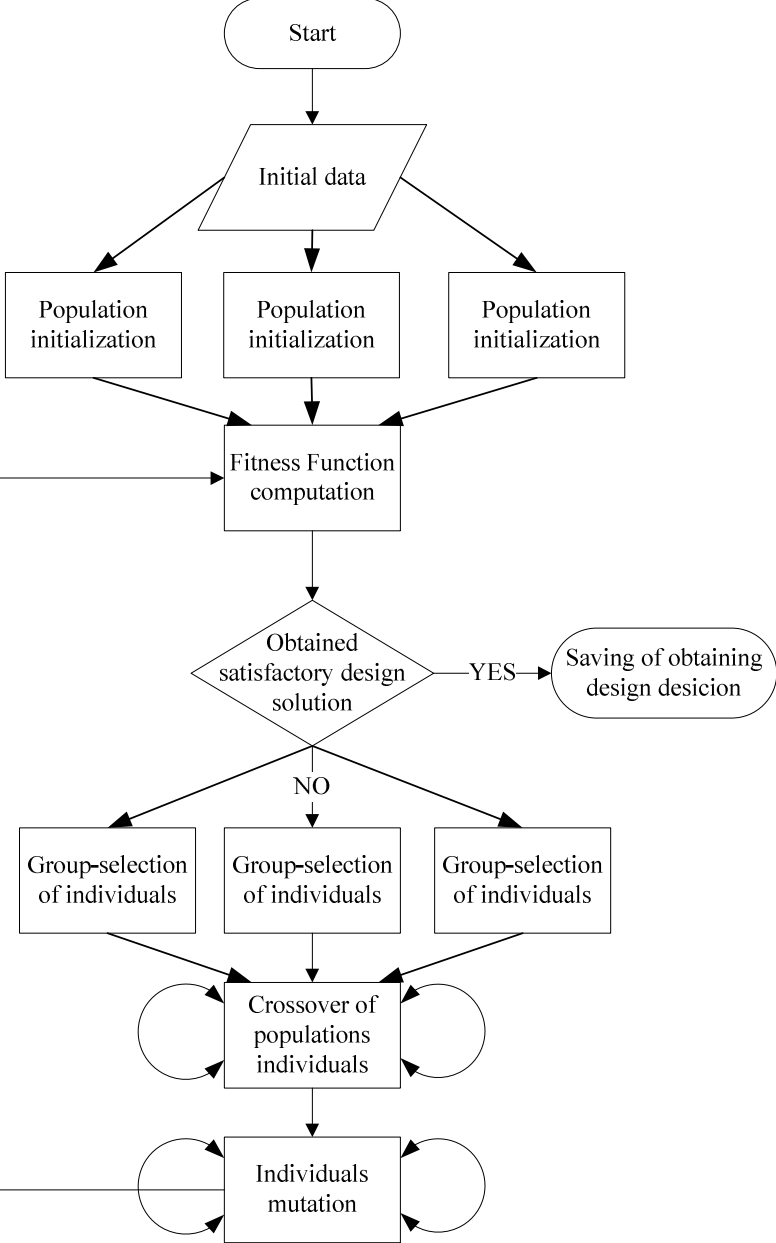 Start
Initial data
Population
initialization
Population
initialization
Population
initialization
Fitness Function
computation
Obtained
satisfactory design
solution
YES
Saving of obtaining
design desicion
NO
Group-selection
of individuals
Group-selection
of individuals
Group-selection
of individuals
Crossover of
populations
individuals
Individuals
mutation